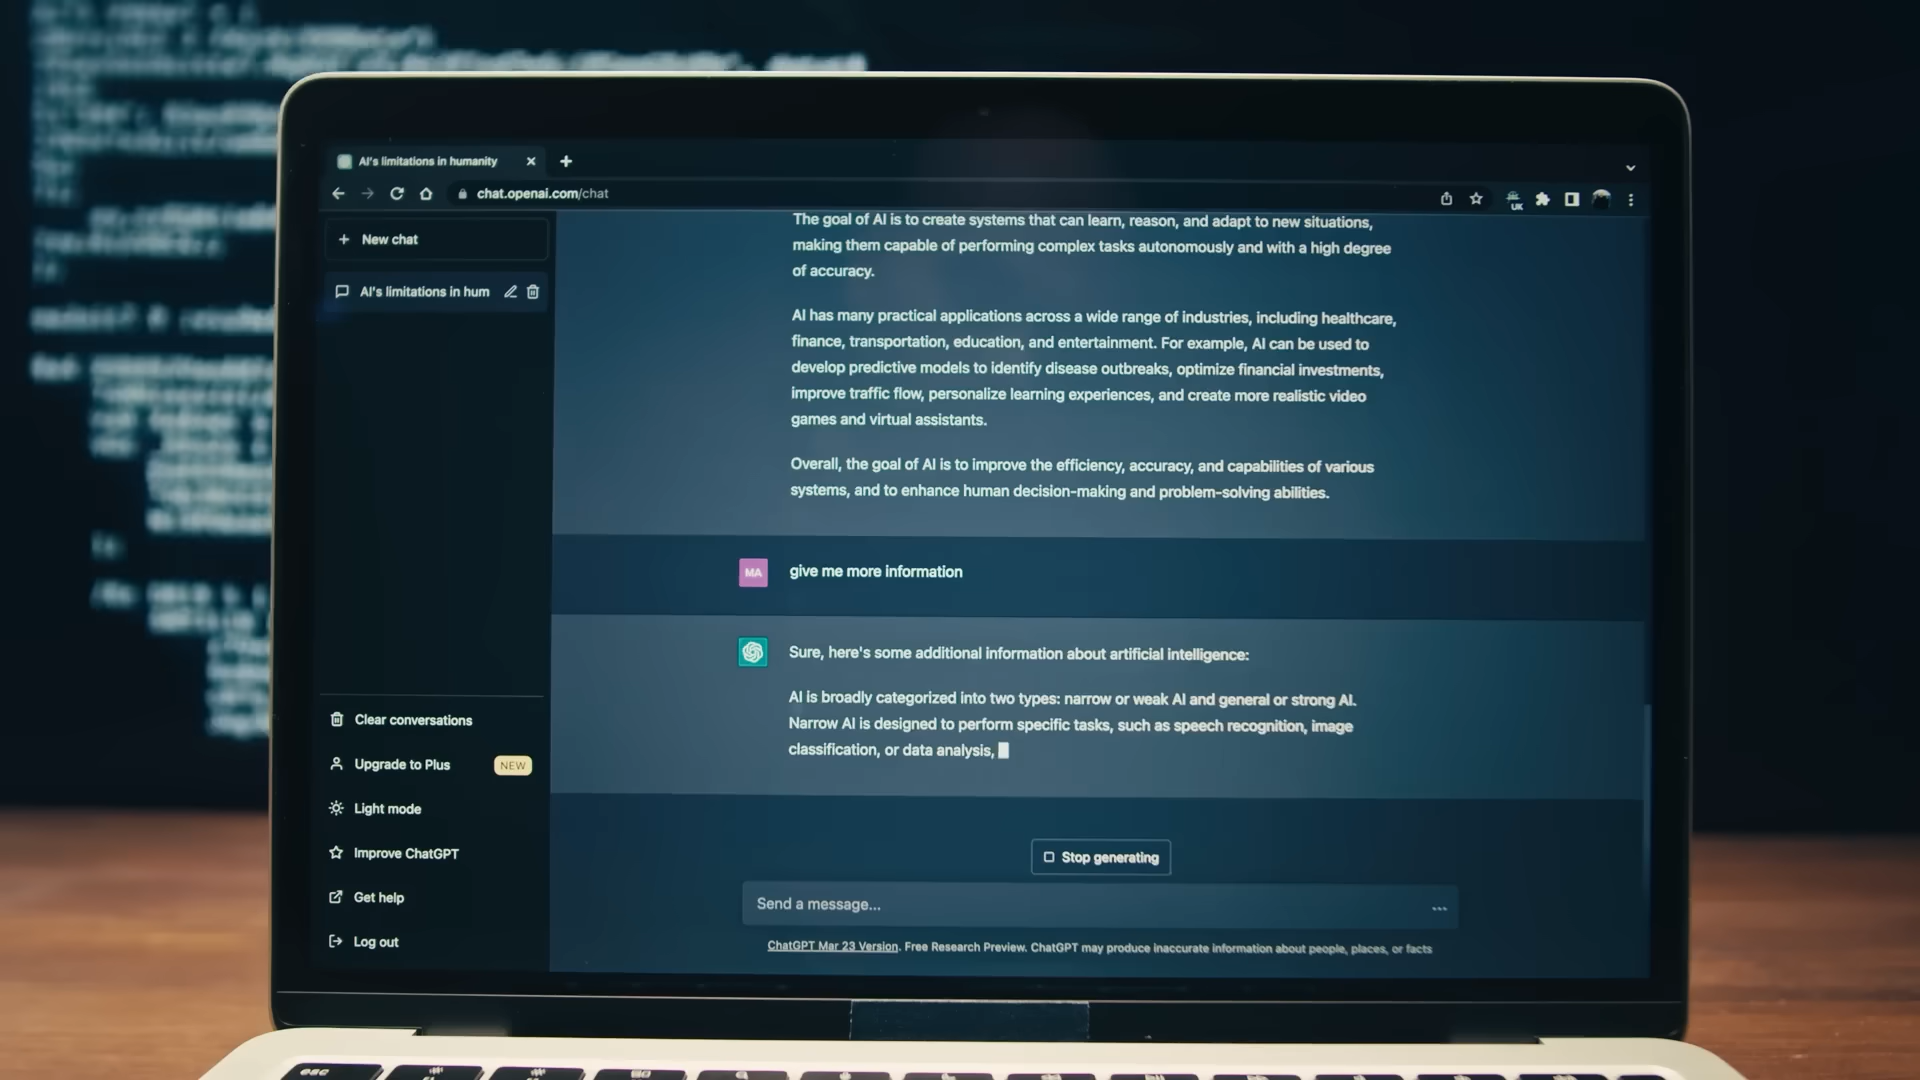 AI's limitations in humanity
chat.openai.com/chat
UK
New chat
AI's limitations in hum
The goal of AI is to create systems that can learn, reason, and adapt to new situations,
making them capable of performing complex tasks autonomously and with a high degree
of accuracy.
AI has many practical applications across a wide range of industries, including healthcare,
finance, transportation, education, and entertainment. For example, AI can be used to
develop predictive models to identify disease outbreaks, optimize financial investments,
improve traffic flow, personalize learning experiences, and create more realistic video
games and virtual assistants.
Overall, the goal of AI is to improve the efficiency, accuracy, and capabilities of various
systems, and to enhance human decision-making and problem-solving abilities.
MA give me more information
Sure, here's some additional information about artificial intelligence:
AI is broadly categorized into two types: narrow or weak AI and general or strong AI.
Narrow AI is designed to perform specific tasks, such as speech recognition, image
classification, or data analysis,
Clear conversations
Upgrade to Plus NEW
Light mode
Improve ChatGPT
Get help
Log out
Stop generating
Send a message...
ChatGPT Mar 23 Version. Free Research Preview. ChatGPT may produce inaccurate information about people, places, or facts
esc